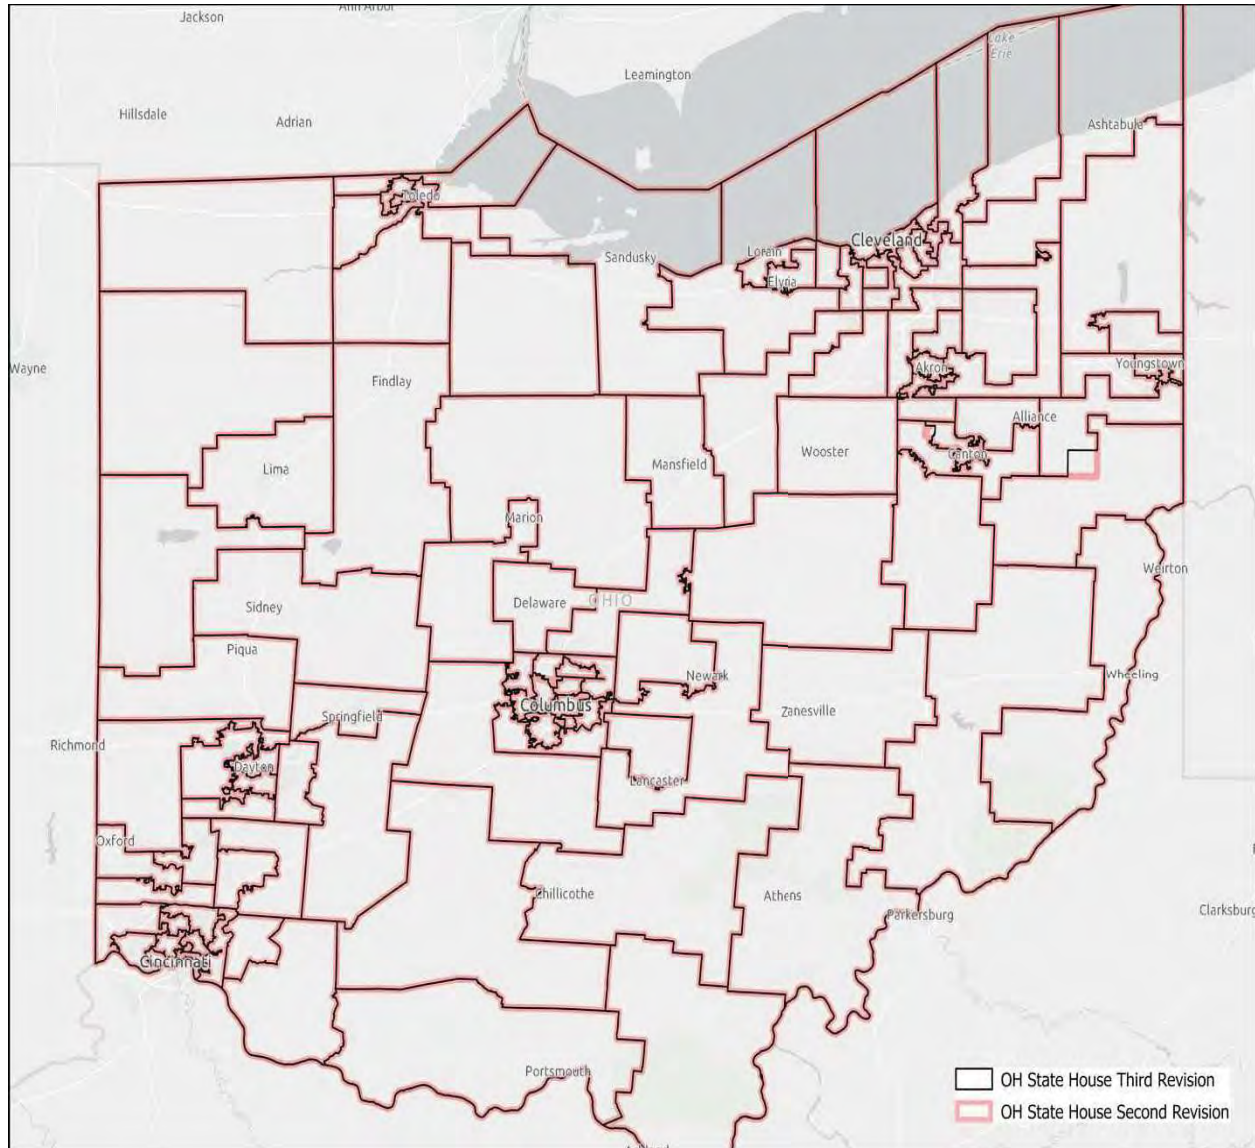 Jackson
Ann Arbor
Leamington
Lake
Erie
Hillsdale
Adrian
Ashtabula
Toledo
Cleveland
Sandusky
Lorain
Elyria
Wayne
Findlay
Akron
Youngstown
Alliance
Lima
Mansfield
Wooster
Canton
Marion
Weirton
Sidney
Delaware
OHIO
Piqua
Newark
Wheeling
Springfield
Columbus
Zanesville
Richmond
Dayton
Lancaster
Oxford
Chillicothe
Athens
Parkersburg
Clarksburg
Cincinnati
Portsmouth
OH State House Third Revision
OH State House Second Revision